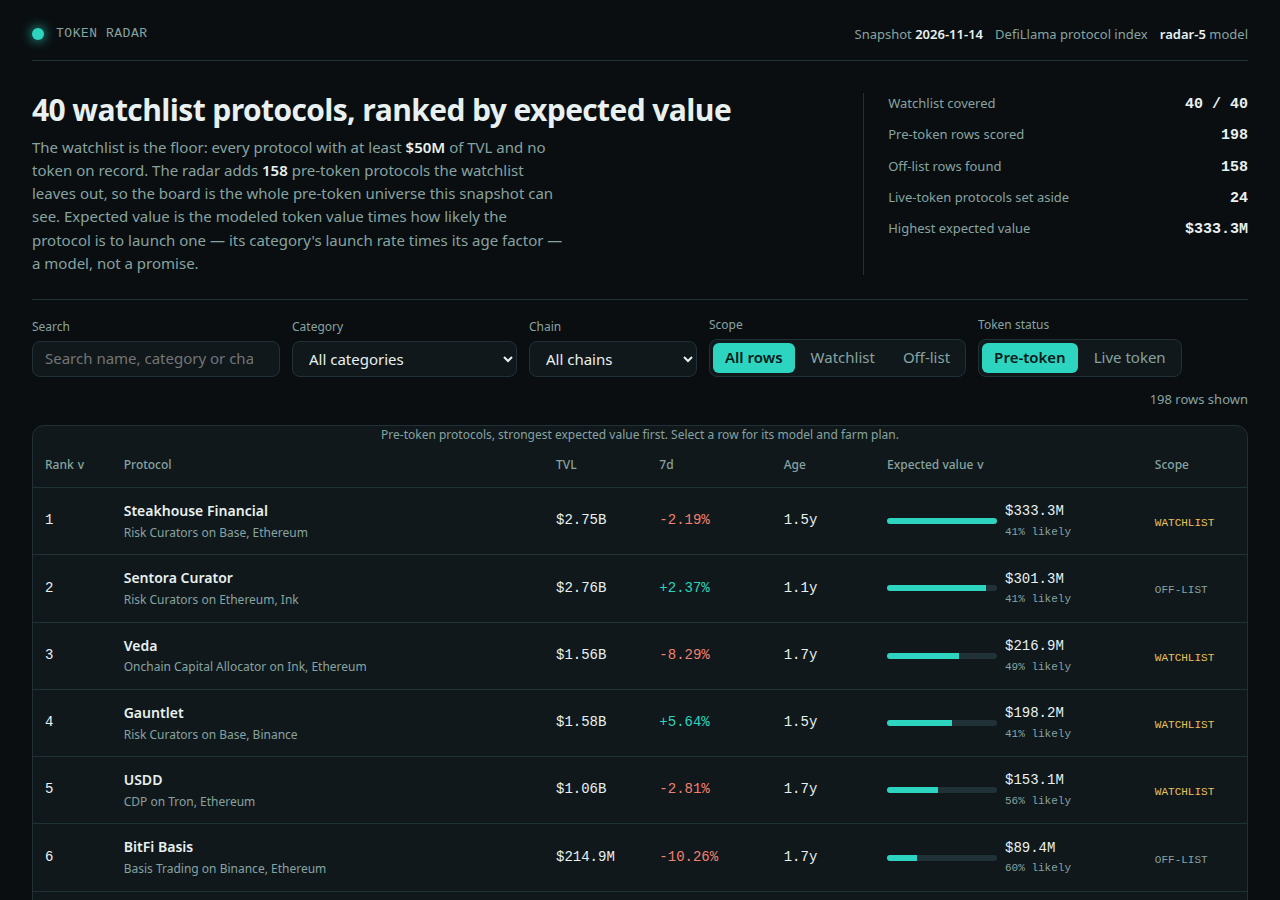 TOKEN RADAR
Snapshot 2026-11-14 DefiLlama protocol index radar-5 model
40 watchlist protocols, ranked by expected value
The watchlist is the floor: every protocol with at least $50M of TVL and no
token on record. The radar adds 158 pre-token protocols the watchlist
leaves out, so the board is the whole pre-token universe this snapshot can
see. Expected value is the modeled token value times how likely the
protocol is to launch one — its category's launch rate times its age factor —
a model, not a promise.
Watchlist covered 40 / 40
Pre-token rows scored 198
Off-list rows found 158
Live-token protocols set aside 24
Highest expected value $333.3M
Search Category Chain Scope Token status
Search name, category or cha All categories All chains All rows Watchlist Off-list Pre-token Live token
198 rows shown
Pre-token protocols, strongest expected value first. Select a row for its model and farm plan.
Rank v Protocol TVL 7d Age Expected value v Scope
1 Steakhouse Financial $2.75B -2.19% 1.5y $333.3M WATCHLIST
Risk Curators on Base, Ethereum 41% likely
2 Sentora Curator $2.76B +2.37% 1.1y $301.3M OFF-LIST
Risk Curators on Ethereum, Ink 41% likely
3 Veda $1.56B -8.29% 1.7y $216.9M WATCHLIST
Onchain Capital Allocator on Ink, Ethereum 49% likely
4 Gauntlet $1.58B +5.64% 1.5y $198.2M WATCHLIST
Risk Curators on Base, Binance 41% likely
5 USDD $1.06B -2.81% 1.7y $153.1M WATCHLIST
CDP on Tron, Ethereum 56% likely
6 BitFi Basis $214.9M -10.26% 1.7y $89.4M OFF-LIST
Basis Trading on Binance, Ethereum 60% likely